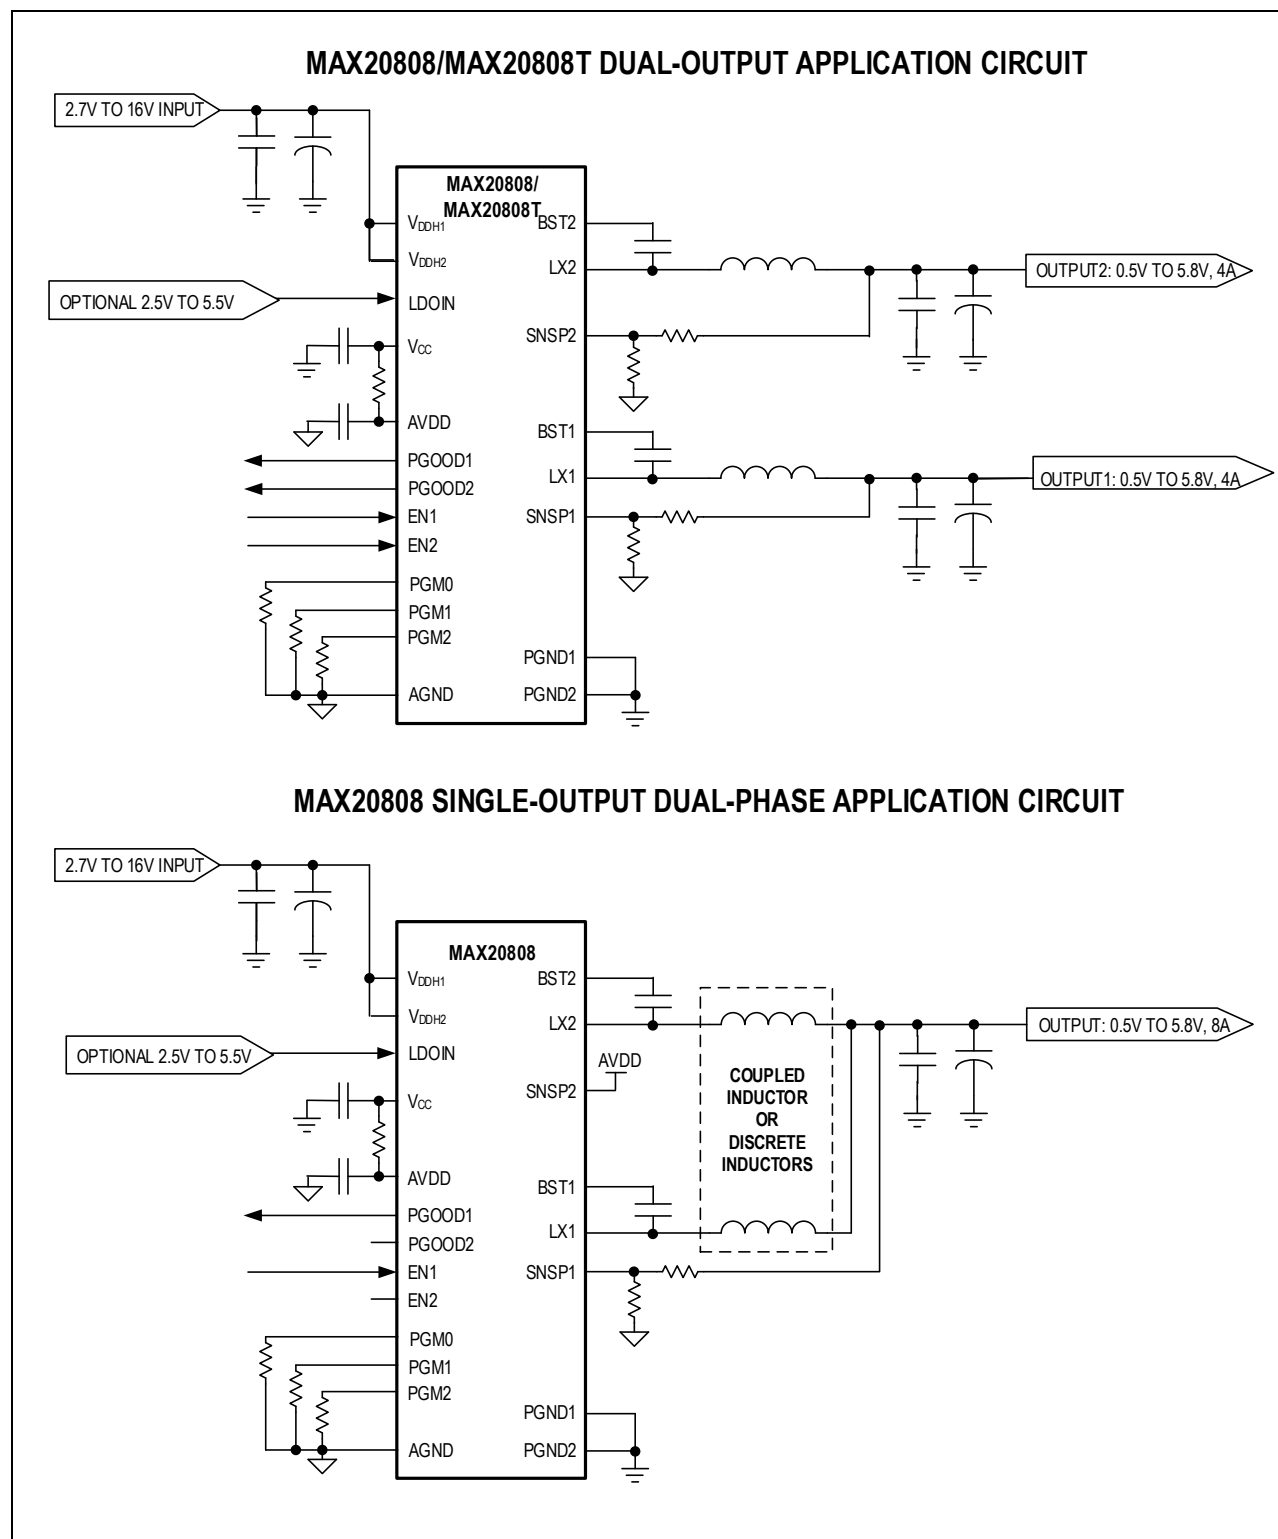 MAX20808/MAX20808T DUAL-OUTPUT APPLICATION CIRCUIT
2.7V TO 16V INPUT
MAX20808/
MAX20808T
VDDH1
BST2
VDDH2
LX2
OUTPUT2: 0.5V TO 5.8V, 4A
OPTIONAL 2.5V TO 5.5V
LDOIN
SNSP2
VCC
AVDD
BST1
PGOOD1
LX1
OUTPUT1: 0.5V TO 5.8V, 4A
PGOOD2
EN1
SNSP1
EN2
PGM0
PGM1
PGM2
PGND1
AGND
PGND2
MAX20808 SINGLE-OUTPUT DUAL-PHASE APPLICATION CIRCUIT
2.7V TO 16V INPUT
MAX20808
VDDH1
BST2
VDDH2
LX2
OUTPUT: 0.5V TO 5.8V, 8A
OPTIONAL 2.5V TO 5.5V
LDOIN
AVDD
SNSP2
COUPLED
INDUCTOR
OR
DISCRETE
INDUCTORS
VCC
AVDD
BST1
PGOOD1
LX1
PGOOD2
EN1
SNSP1
EN2
PGM0
PGM1
PGM2
PGND1
AGND
PGND2